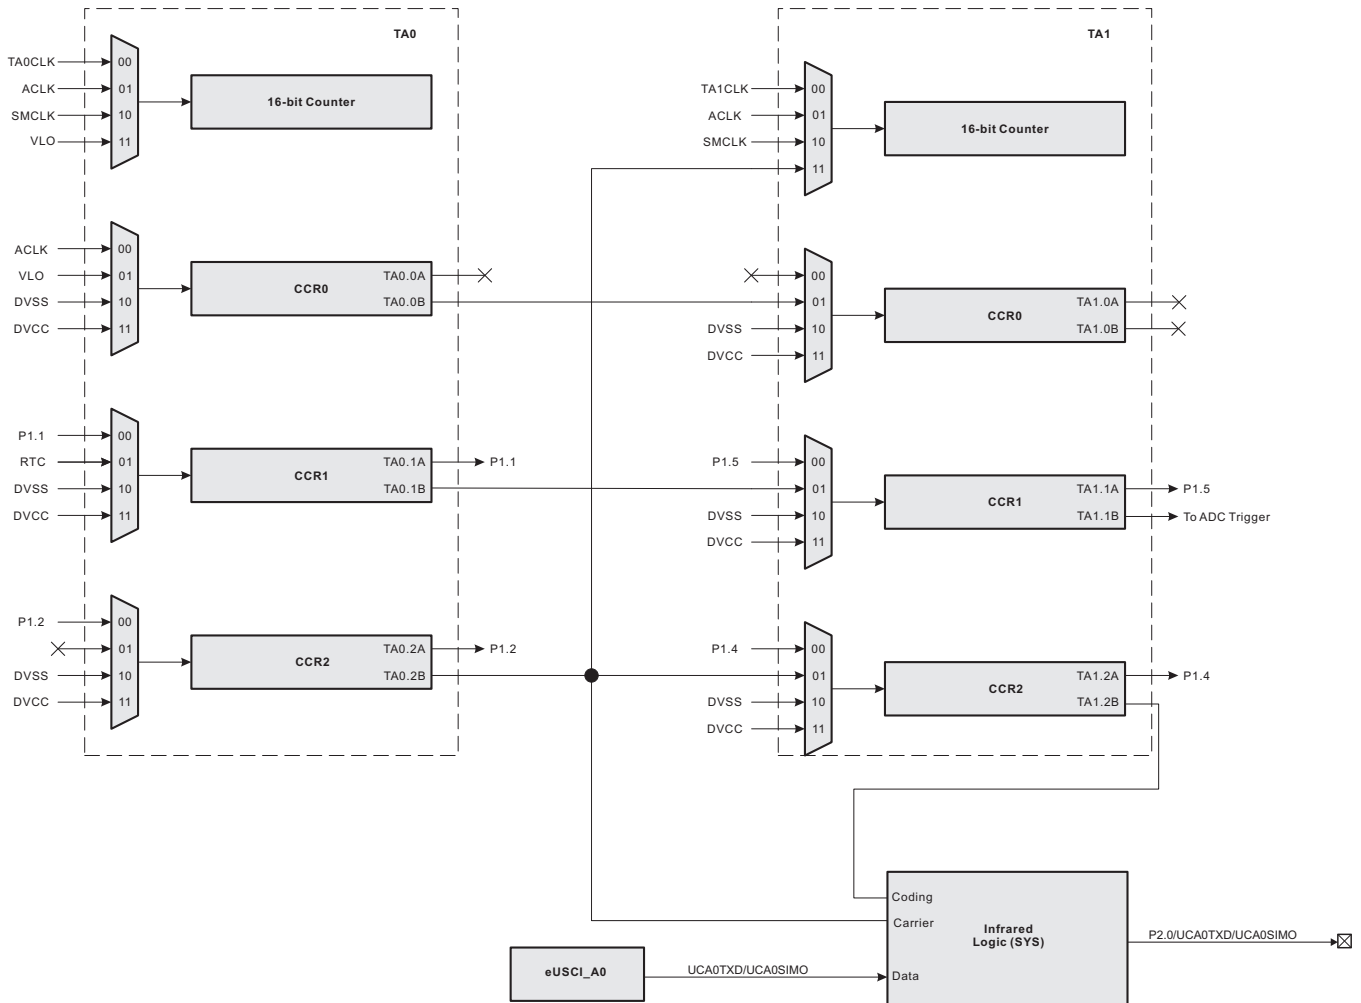 TA0
TA0CLK 00
ACLK 01
SMCLK 10
VLO 11
16-bit Counter
ACLK 00
VLO 01
DVSS 10
DVCC 11
CCR0
TA0.0A
TA0.0B
P1.1 00
RTC 01
DVSS 10
DVCC 11
CCR1
TA0.1A P1.1
TA0.1B
P1.2 00
01
DVSS 10
DVCC 11
CCR2
TA0.2A P1.2
TA0.2B
TA1
TA1CLK 00
ACLK 01
SMCLK 10
11
16-bit Counter
00
01
DVSS 10
DVCC 11
CCR0
TA1.0A
TA1.0B
P1.5 00
01
DVSS 10
DVCC 11
CCR1
TA1.1A P1.5
TA1.1B To ADC Trigger
P1.4 00
01
DVSS 10
DVCC 11
CCR2
TA1.2A P1.4
TA1.2B
Coding
Carrier
Data
Infrared
Logic (SYS)
P2.0/UCA0TXD/UCA0SIMO
eUSCI_A0
UCA0TXD/UCA0SIMO